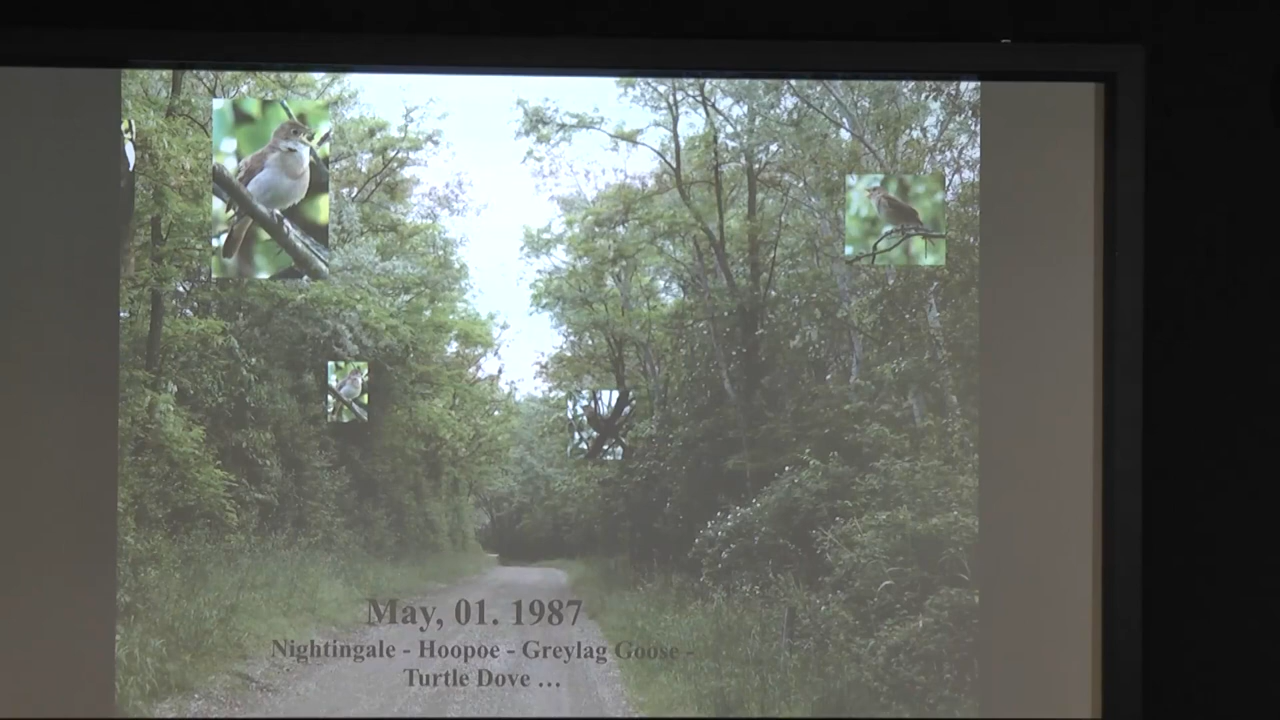 May, 01. 1987
Nightingale - Hoopoe - Greylag Goose -
Turtle Dove ...